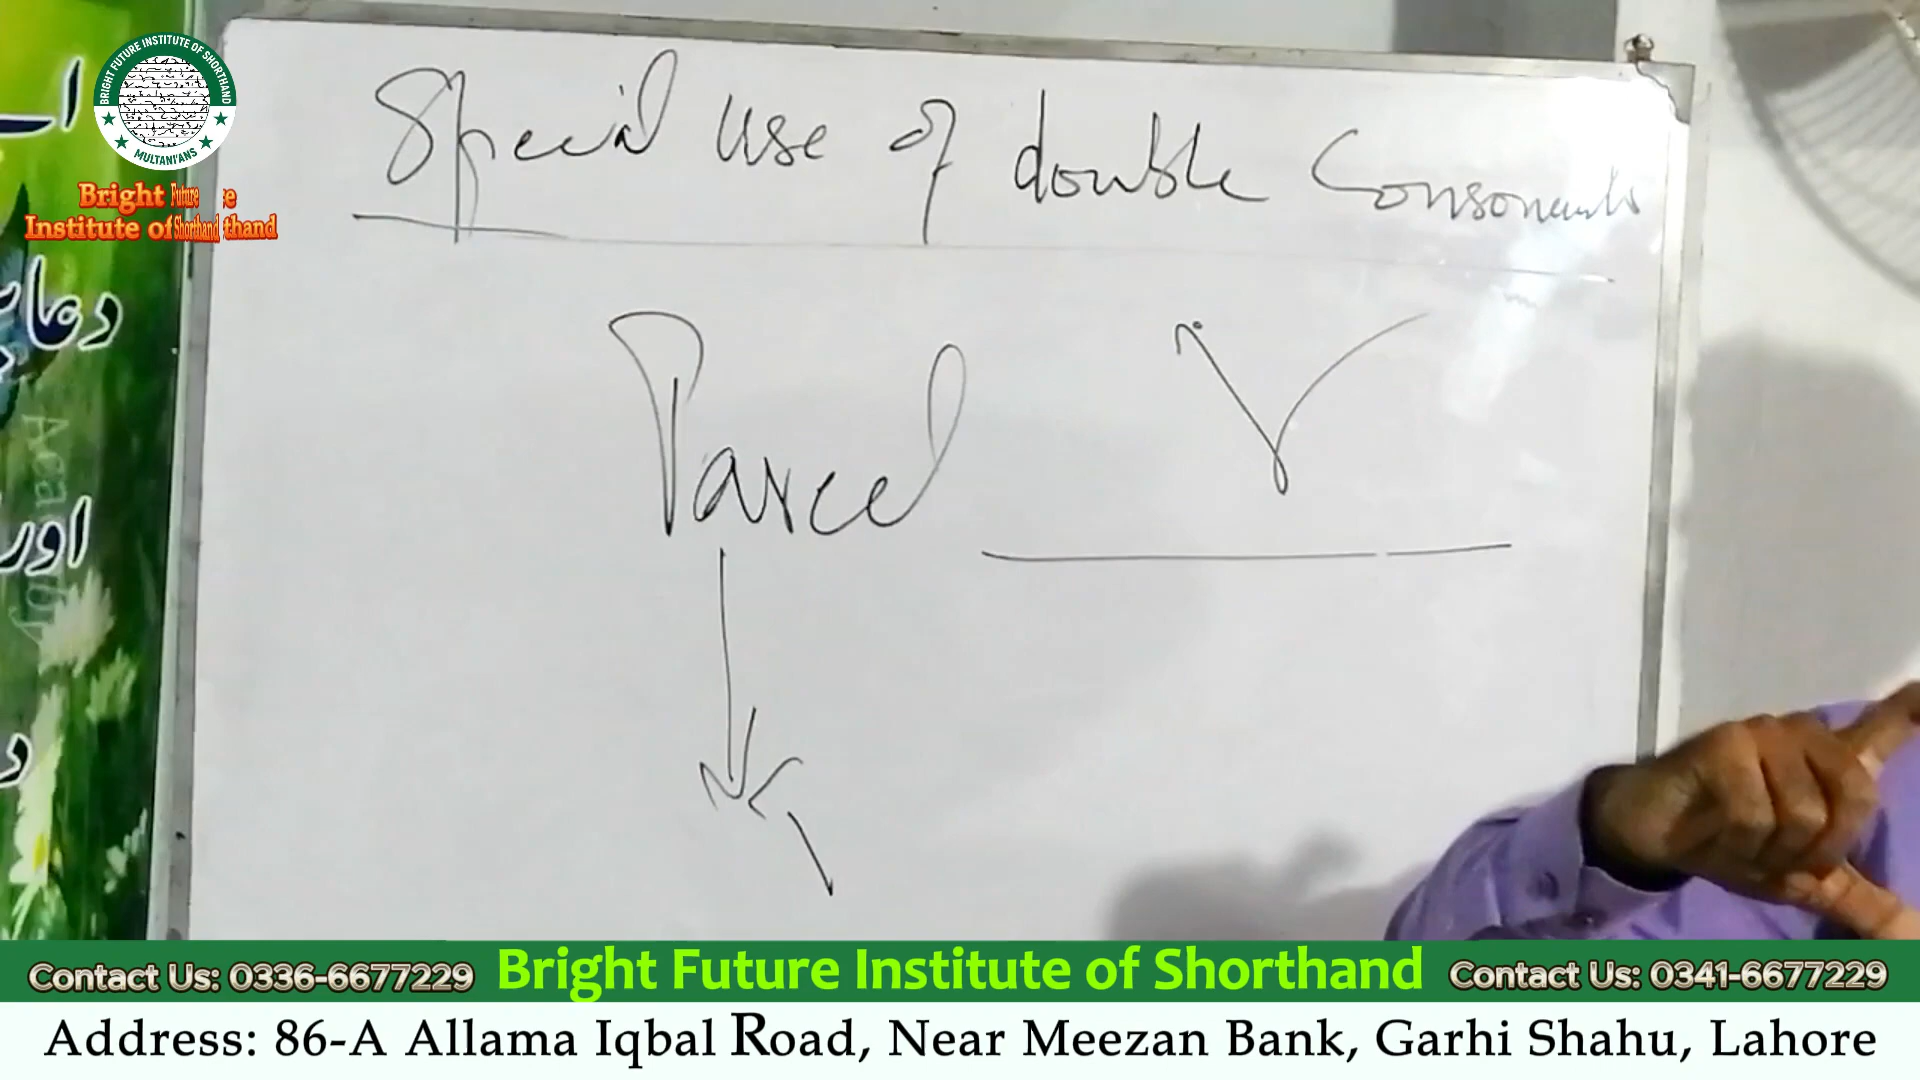 BRIGHT FUTURE INSTITUTE OF SHORTHAND
MULTANI'ANS
Bright Future
Institute of Shorthand
Special use of double Consonants
Parcel
دعا
اور
Contact Us: 0336-6677229
Bright Future Institute of Shorthand
Contact Us: 0341-6677229
Address: 86-A Allama Iqbal Road, Near Meezan Bank, Garhi Shahu, Lahore